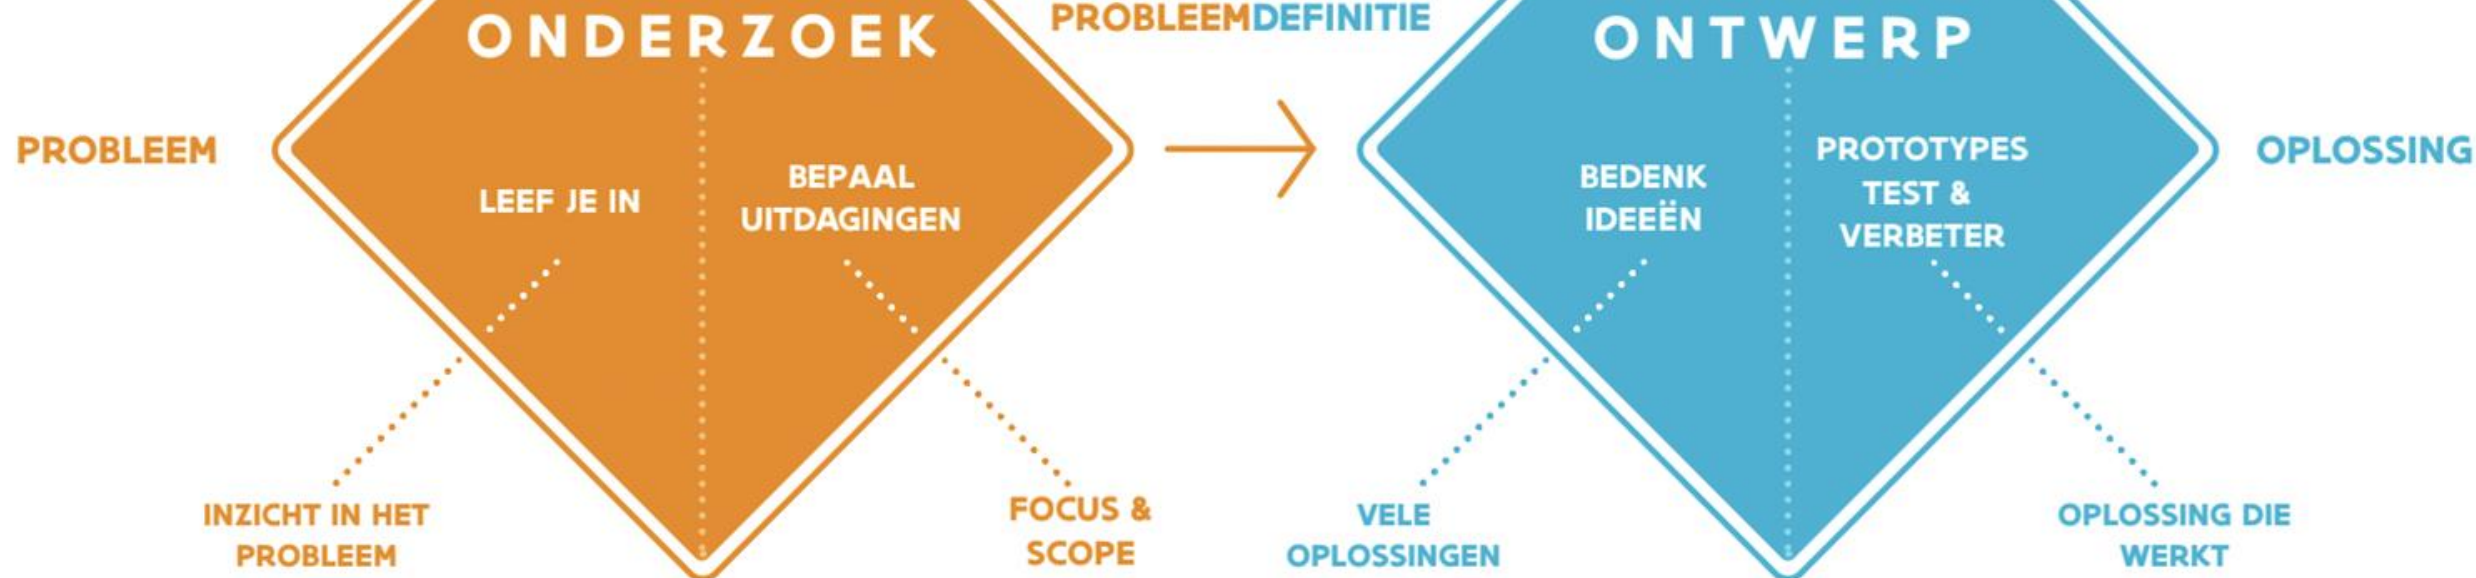 PROBLEEM
ONDERZOEK
LEEF JE IN
BEPAAL
UITDAGINGEN
INZICHT IN HET
PROBLEEM
FOCUS &
SCOPE
PROBLEEMDEFINITIE
ONTWERP
BEDENK
IDEEËN
PROTOTYPES
TEST &
VERBETER
VELE
OPLOSSINGEN
OPLOSSING DIE
WERKT
OPLOSSING